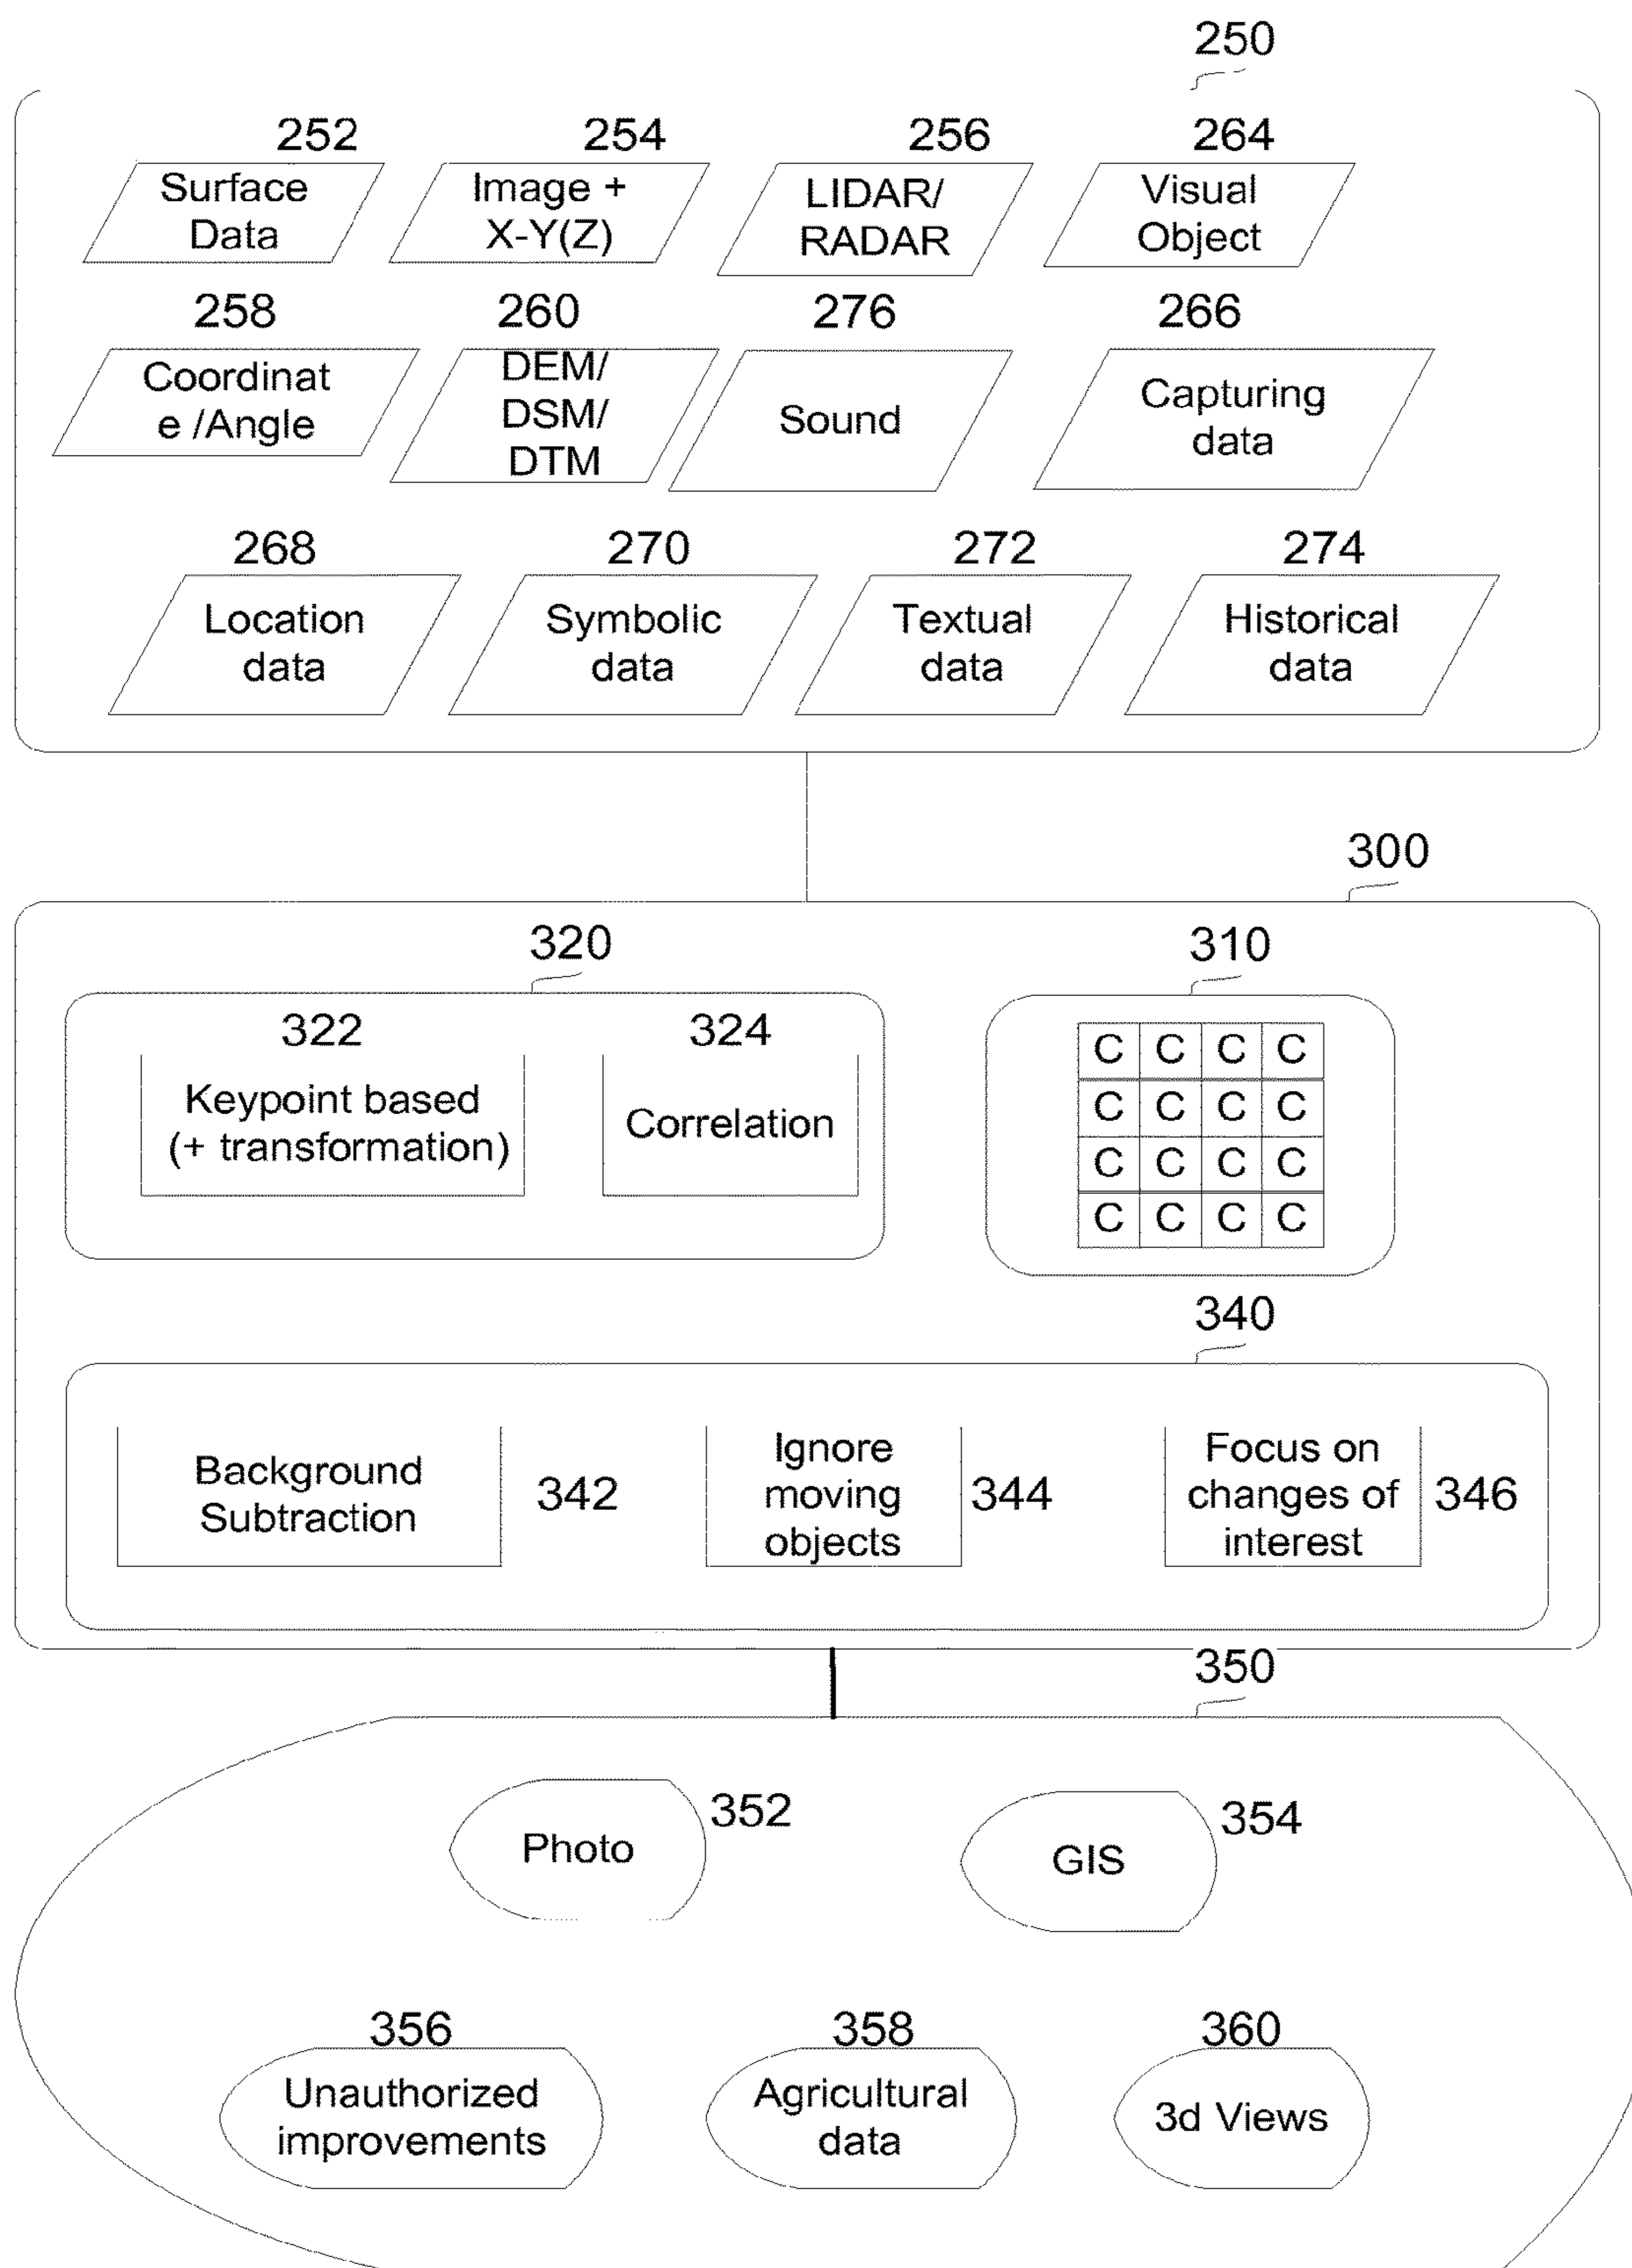 250
252 254 256 264
Surface Image + LIDAR/ Visual
Data X-Y(Z) RADAR Object
258 260 276 266
Coordinat DEM/ Sound Capturing
e /Angle DSM/ data
DTM
268 270 272 274
Location Symbolic Textual Historical
data data data data
300
320 310
322 324
Keypoint based Correlation
(+ transformation)
C C C C
C C C C
C C C C
C C C C
340
Background
Subtraction
342
Ignore
moving
objects
344
Focus on
changes of
interest
346
350
Photo
352
GIS
354
356 358 360
Unauthorized Agricultural 3d Views
improvements data